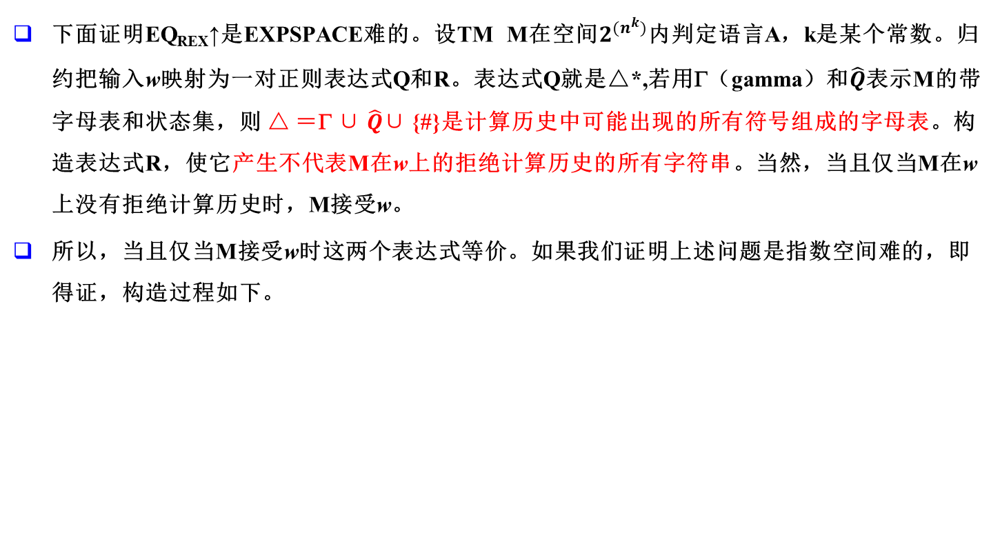 ❑ 下面证明EQREX↑是EXPSPACE难的。设TM M在空间2^(n^k)内判定语言A，k是某个常数。归
约把输入w映射为一对正则表达式Q和R。表达式Q就是△*,若用Γ（gamma）和Q̂表示M的带
字母表和状态集，则 △ ＝Γ ∪ Q̂∪ {#}是计算历史中可能出现的所有符号组成的字母表。构
造表达式R，使它产生不代表M在w上的拒绝计算历史的所有字符串。当然，当且仅当M在w
上没有拒绝计算历史时，M接受w。
❑ 所以，当且仅当M接受w时这两个表达式等价。如果我们证明上述问题是指数空间难的，即
得证，构造过程如下。